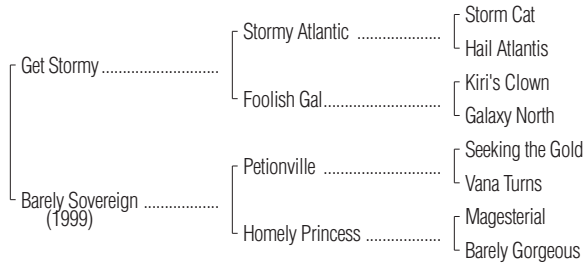 Storm Cat
Stormy Atlantic ....................
Hail Atlantis
Get Stormy ............................
Kiri's Clown
Foolish Gal............................
Galaxy North
Seeking the Gold
Petionville ............................
Vana Turns
Barely Sovereign ..................
(1999)
Magesterial
Homely Princess ..................
Barely Gorgeous